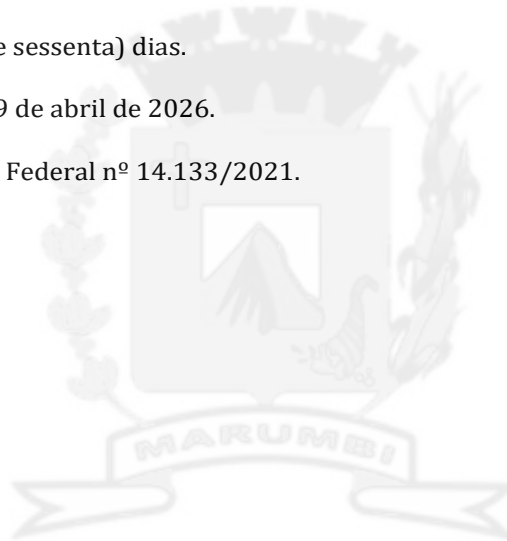 e sessenta) dias.
9 de abril de 2026.
Federal nº 14.133/2021.
MARUMBI